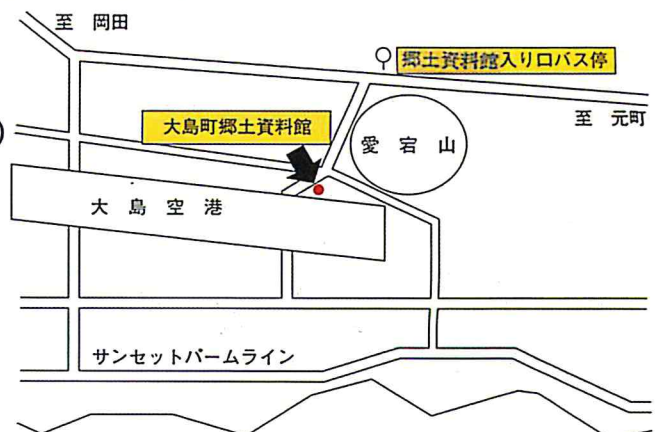 至 岡田
郷土資料館入り口バス停
至 元町
大島町郷土資料館
愛宕山
大島空港
サンセットパームライン